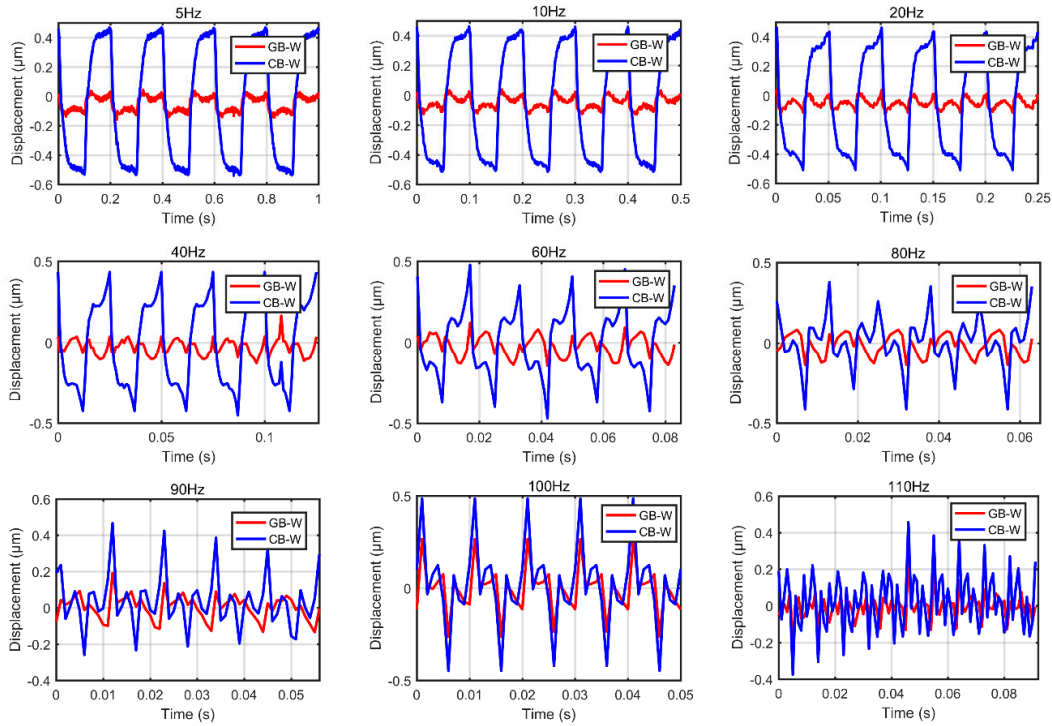 5Hz
Displacement (μm)
0.4
0.2
0
-0.2
-0.4
-0.6
GB-W
CB-W
0 0.2 0.4 0.6 0.8 1
Time (s)
10Hz
Displacement (μm)
0.4
0.2
0
-0.2
-0.4
-0.6
GB-W
CB-W
0 0.1 0.2 0.3 0.4 0.5
Time (s)
20Hz
Displacement (μm)
0.4
0.2
0
-0.2
-0.4
-0.6
GB-W
CB-W
0 0.05 0.1 0.15 0.2 0.25
Time (s)
40Hz
Displacement (μm)
0.5
0
-0.5
GB-W
CB-W
0 0.05 0.1
Time (s)
60Hz
Displacement (μm)
0.5
0
-0.5
GB-W
CB-W
0 0.02 0.04 0.06 0.08
Time (s)
80Hz
Displacement (μm)
0.5
0
-0.5
GB-W
CB-W
0 0.02 0.04 0.06
Time (s)
90Hz
Displacement (μm)
0.6
0.4
0.2
0
-0.2
-0.4
GB-W
CB-W
0 0.01 0.02 0.03 0.04 0.05
Time (s)
100Hz
Displacement (μm)
0.5
0
-0.5
GB-W
CB-W
0 0.01 0.02 0.03 0.04 0.05
Time (s)
110Hz
Displacement (μm)
0.6
0.4
0.2
0
-0.2
-0.4
GB-W
CB-W
0 0.02 0.04 0.06 0.08
Time (s)